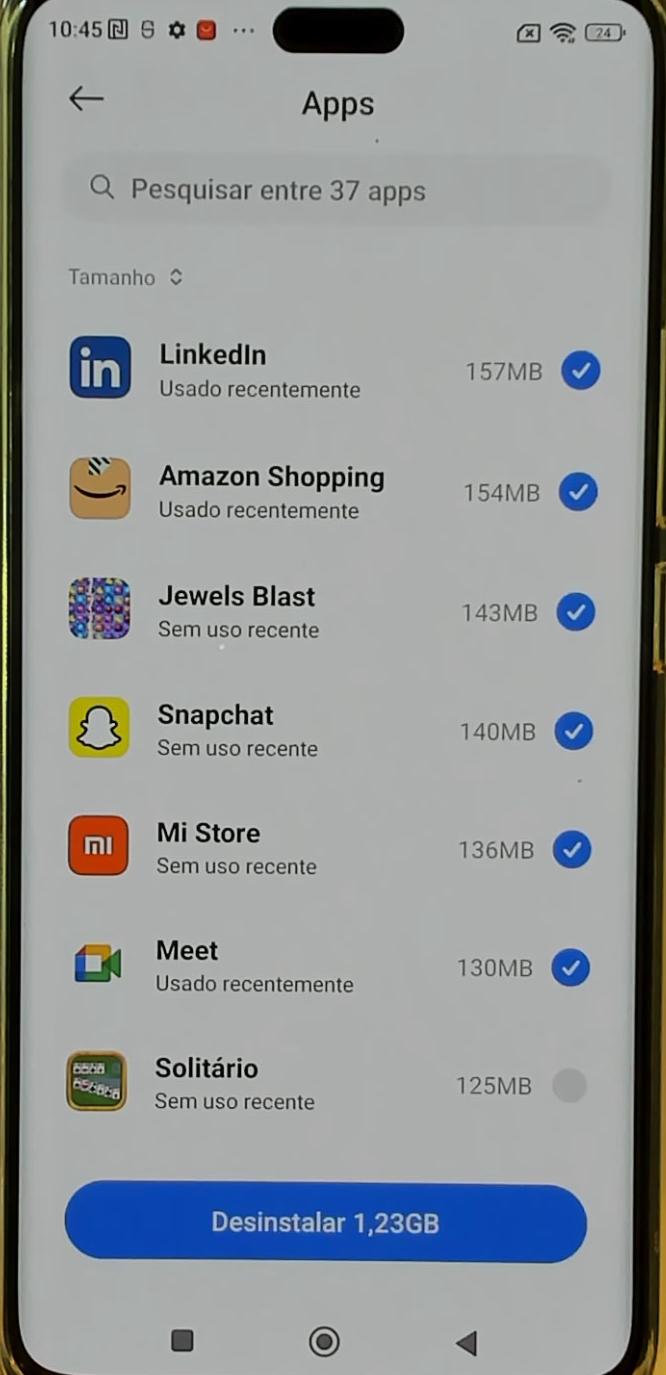 10:45
24
Apps
Pesquisar entre 37 apps
Tamanho
in
LinkedIn
157MB
Usado recentemente
Amazon Shopping
154MB
Usado recentemente
Jewels Blast
143MB
Sem uso recente
Snapchat
140MB
Sem uso recente
mi
Mi Store
136MB
Sem uso recente
Meet
130MB
Usado recentemente
Solitário
125MB
Sem uso recente
Desinstalar 1,23GB